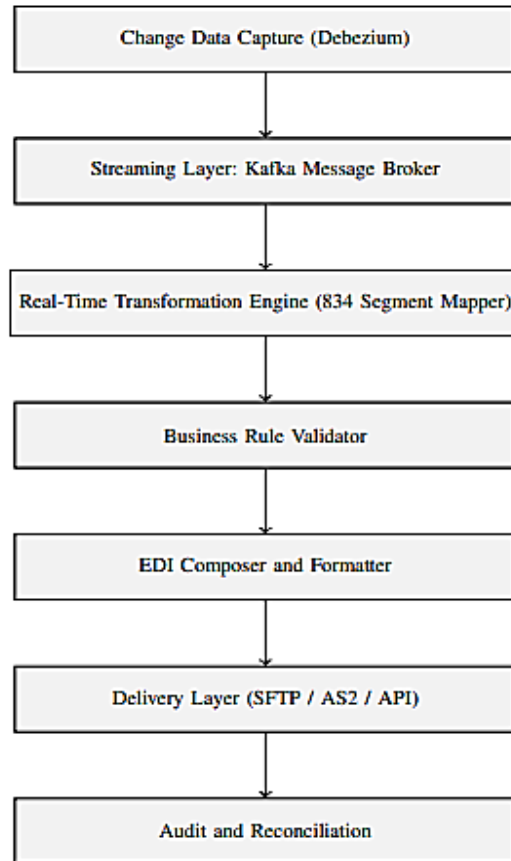 Change Data Capture (Debezium)
Streaming Layer: Kafka Message Broker
Real-Time Transformation Engine (834 Segment Mapper)
Business Rule Validator
EDI Composer and Formatter
Delivery Layer (SFTP / AS2 / API)
Audit and Reconciliation